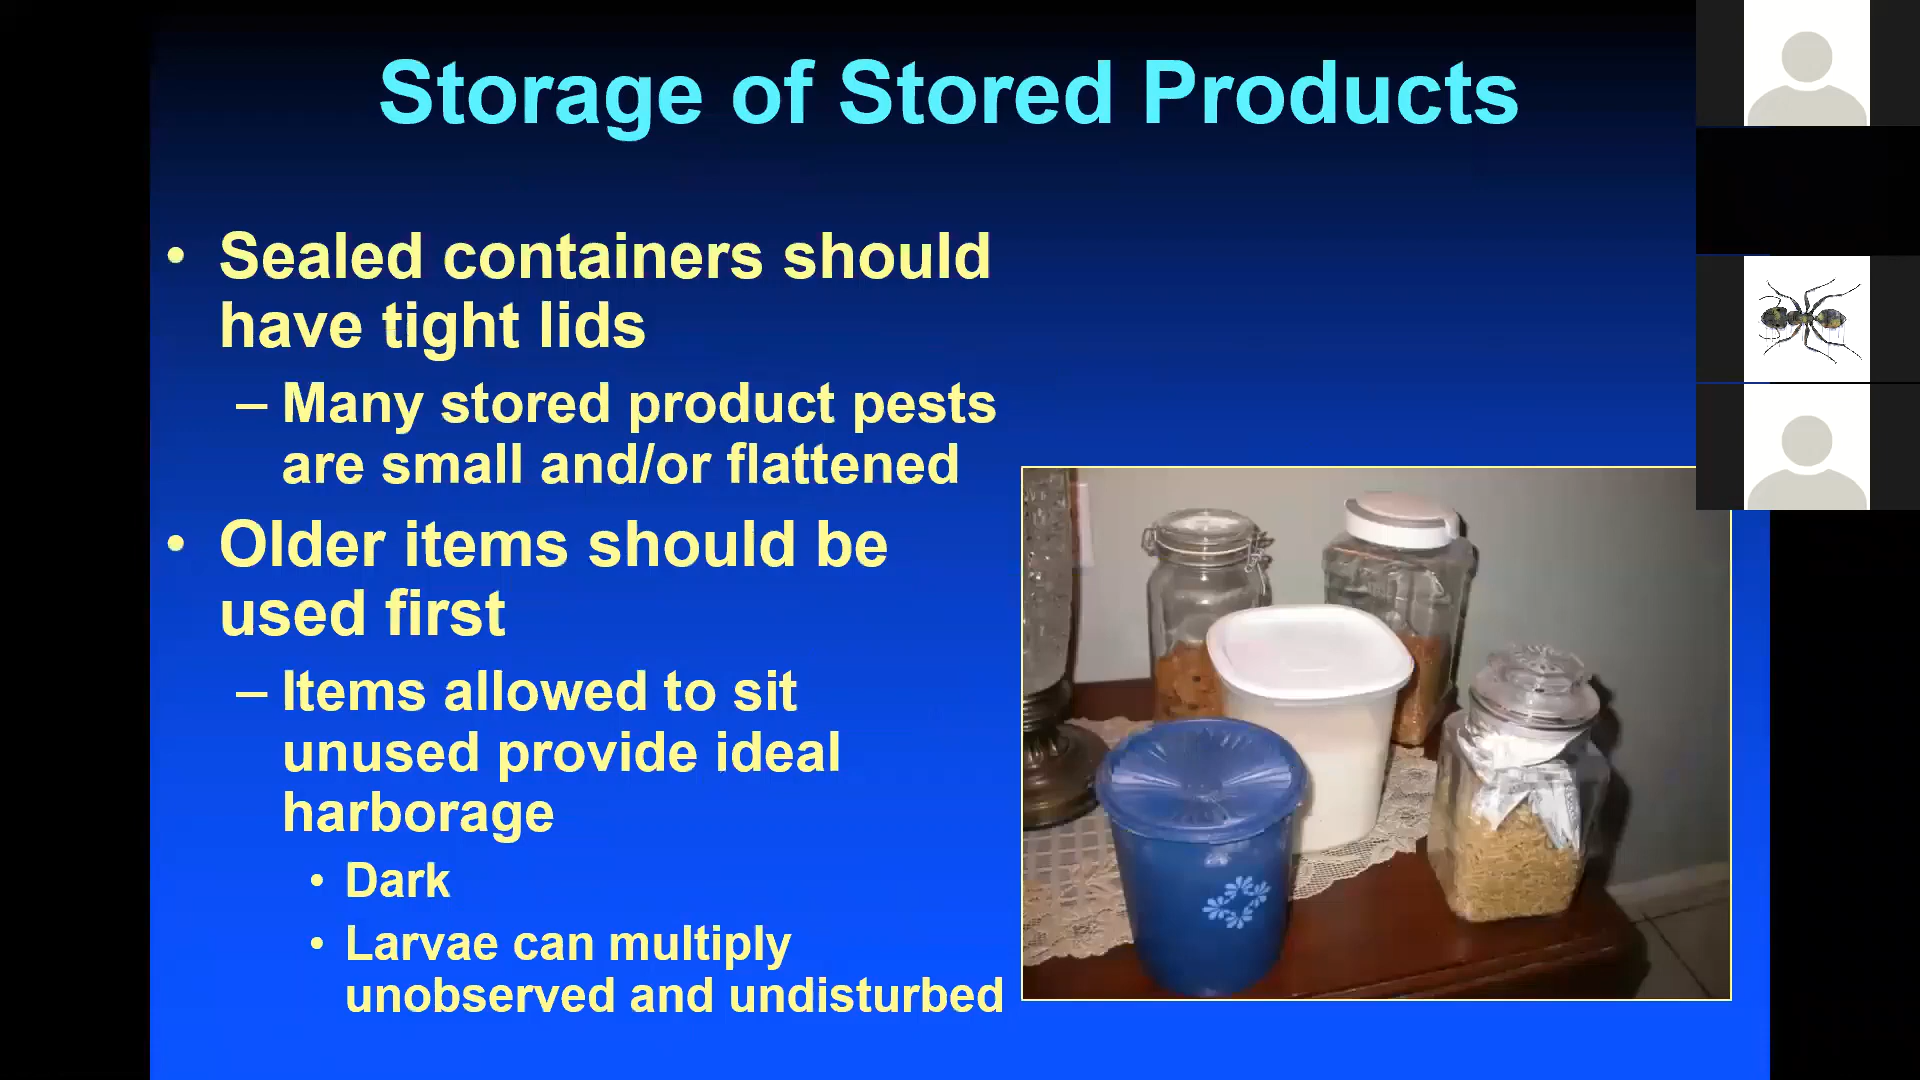 Storage of Stored Products
• Sealed containers should
have tight lids
– Many stored product pests
are small and/or flattened
• Older items should be
used first
– Items allowed to sit
unused provide ideal
harborage
• Dark
• Larvae can multiply
unobserved and undisturbed